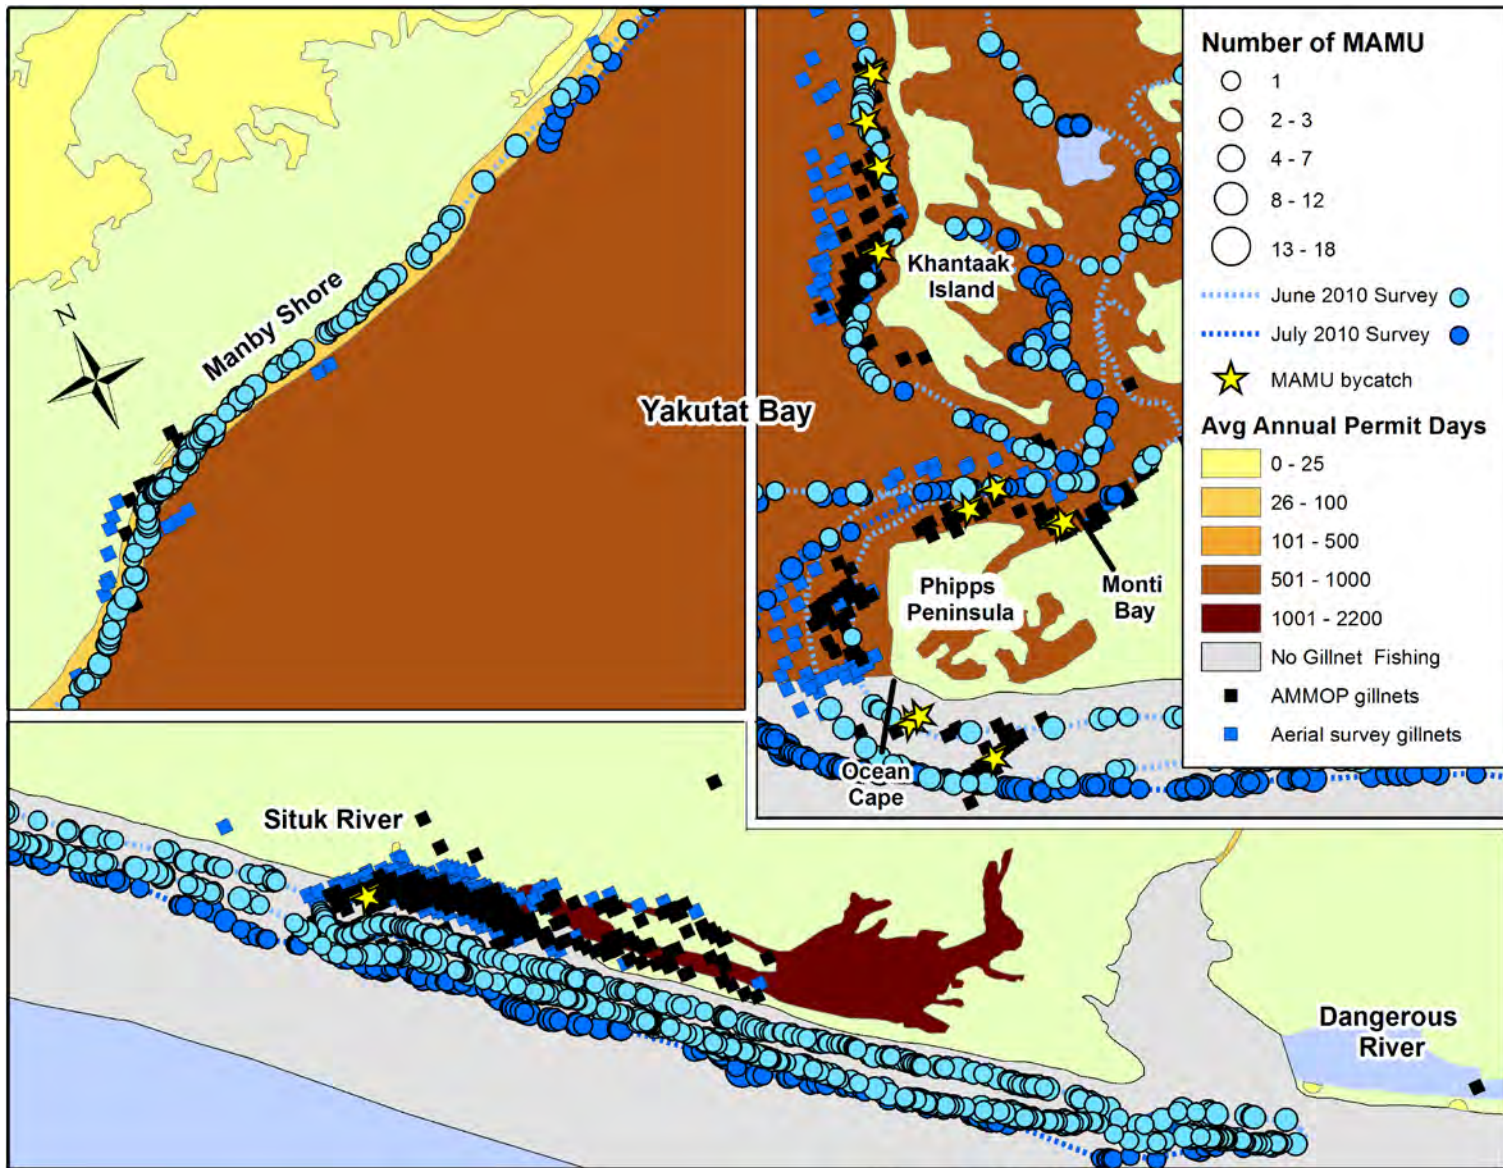 N
Manby Shore
Yakutat Bay
Khantaak
Island
Phipps
Peninsula
Monti
Bay
Ocean
Cape
Number of MAMU
1
2 - 3
4 - 7
8 - 12
13 - 18
June 2010 Survey
July 2010 Survey
MAMU bycatch
Avg Annual Permit Days
0 - 25
26 - 100
101 - 500
501 - 1000
1001 - 2200
No Gillnet Fishing
AMMOP gillnets
Aerial survey gillnets
Situk River
Dangerous
River